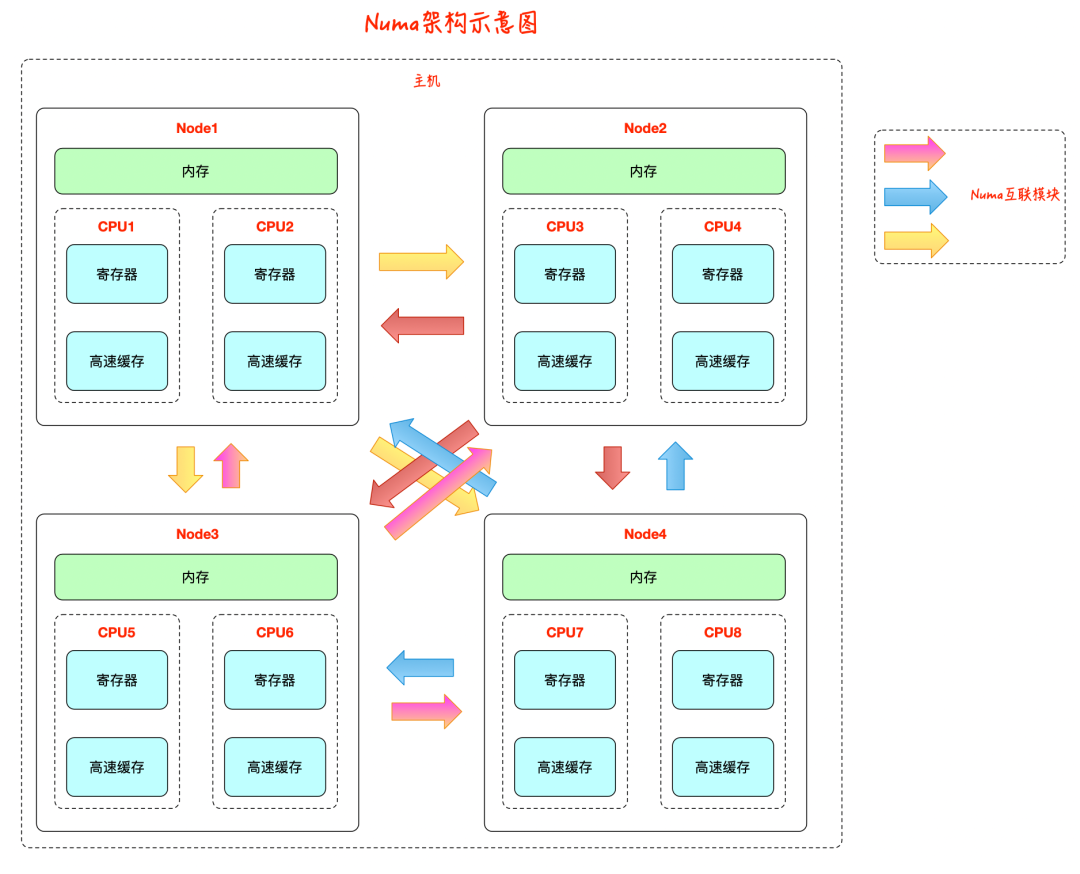 Numa架构示意图
主机
Node1
内存
CPU1
寄存器
高速缓存
CPU2
寄存器
高速缓存
Node2
内存
CPU3
寄存器
高速缓存
CPU4
寄存器
高速缓存
Numa互联模块
Node3
内存
CPU5
寄存器
高速缓存
CPU6
寄存器
高速缓存
Node4
内存
CPU7
寄存器
高速缓存
CPU8
寄存器
高速缓存